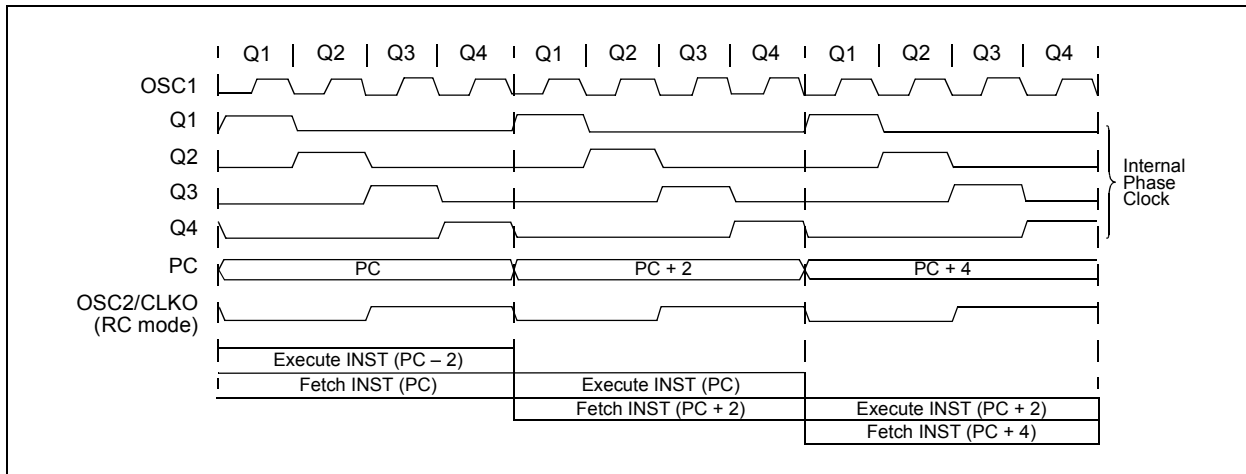 Q1 Q2 Q3 Q4 Q1 Q2 Q3 Q4 Q1 Q2 Q3 Q4
OSC1
Q1
Q2
Q3
Q4
Internal
Phase
Clock
PC PC PC + 2 PC + 4
OSC2/CLKO
(RC mode)
Execute INST (PC – 2)
Fetch INST (PC) Execute INST (PC)
Fetch INST (PC + 2) Execute INST (PC + 2)
Fetch INST (PC + 4)